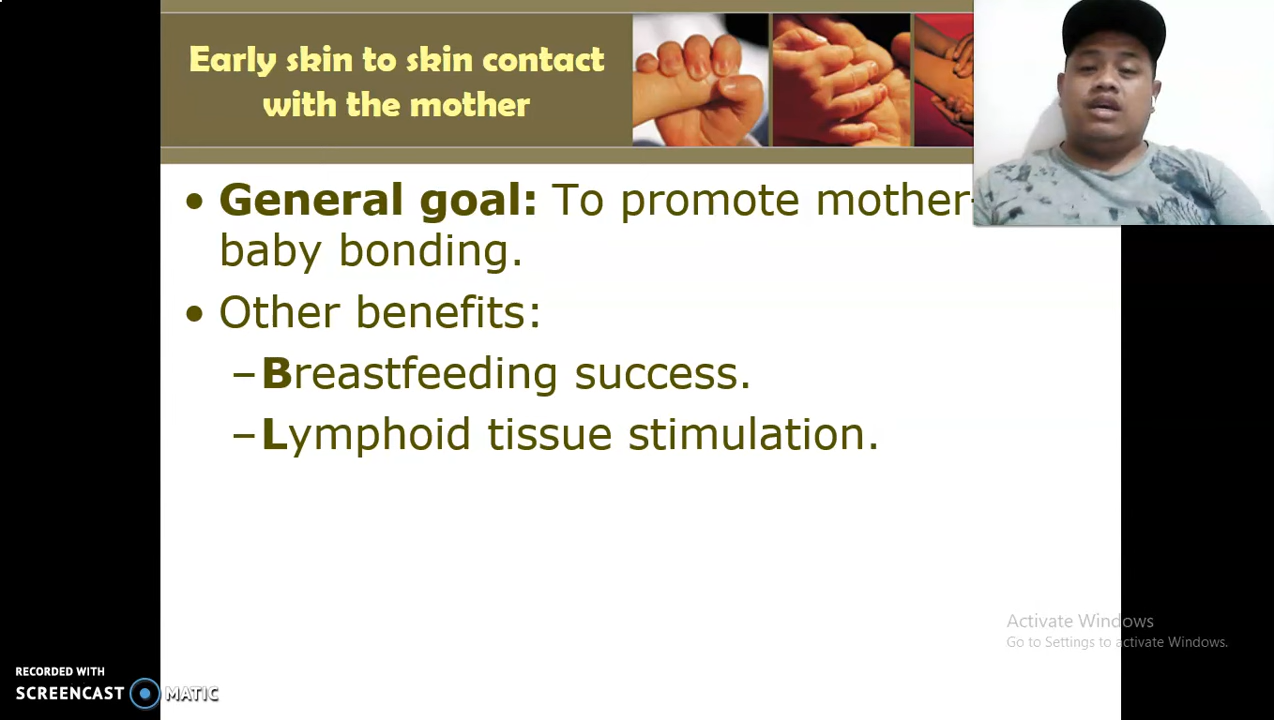 Early skin to skin contact
with the mother
• General goal: To promote mother-
baby bonding.
• Other benefits:
–Breastfeeding success.
–Lymphoid tissue stimulation.
Activate Windows
Go to Settings to activate Windows.
RECORDED WITH
SCREENCAST MATIC